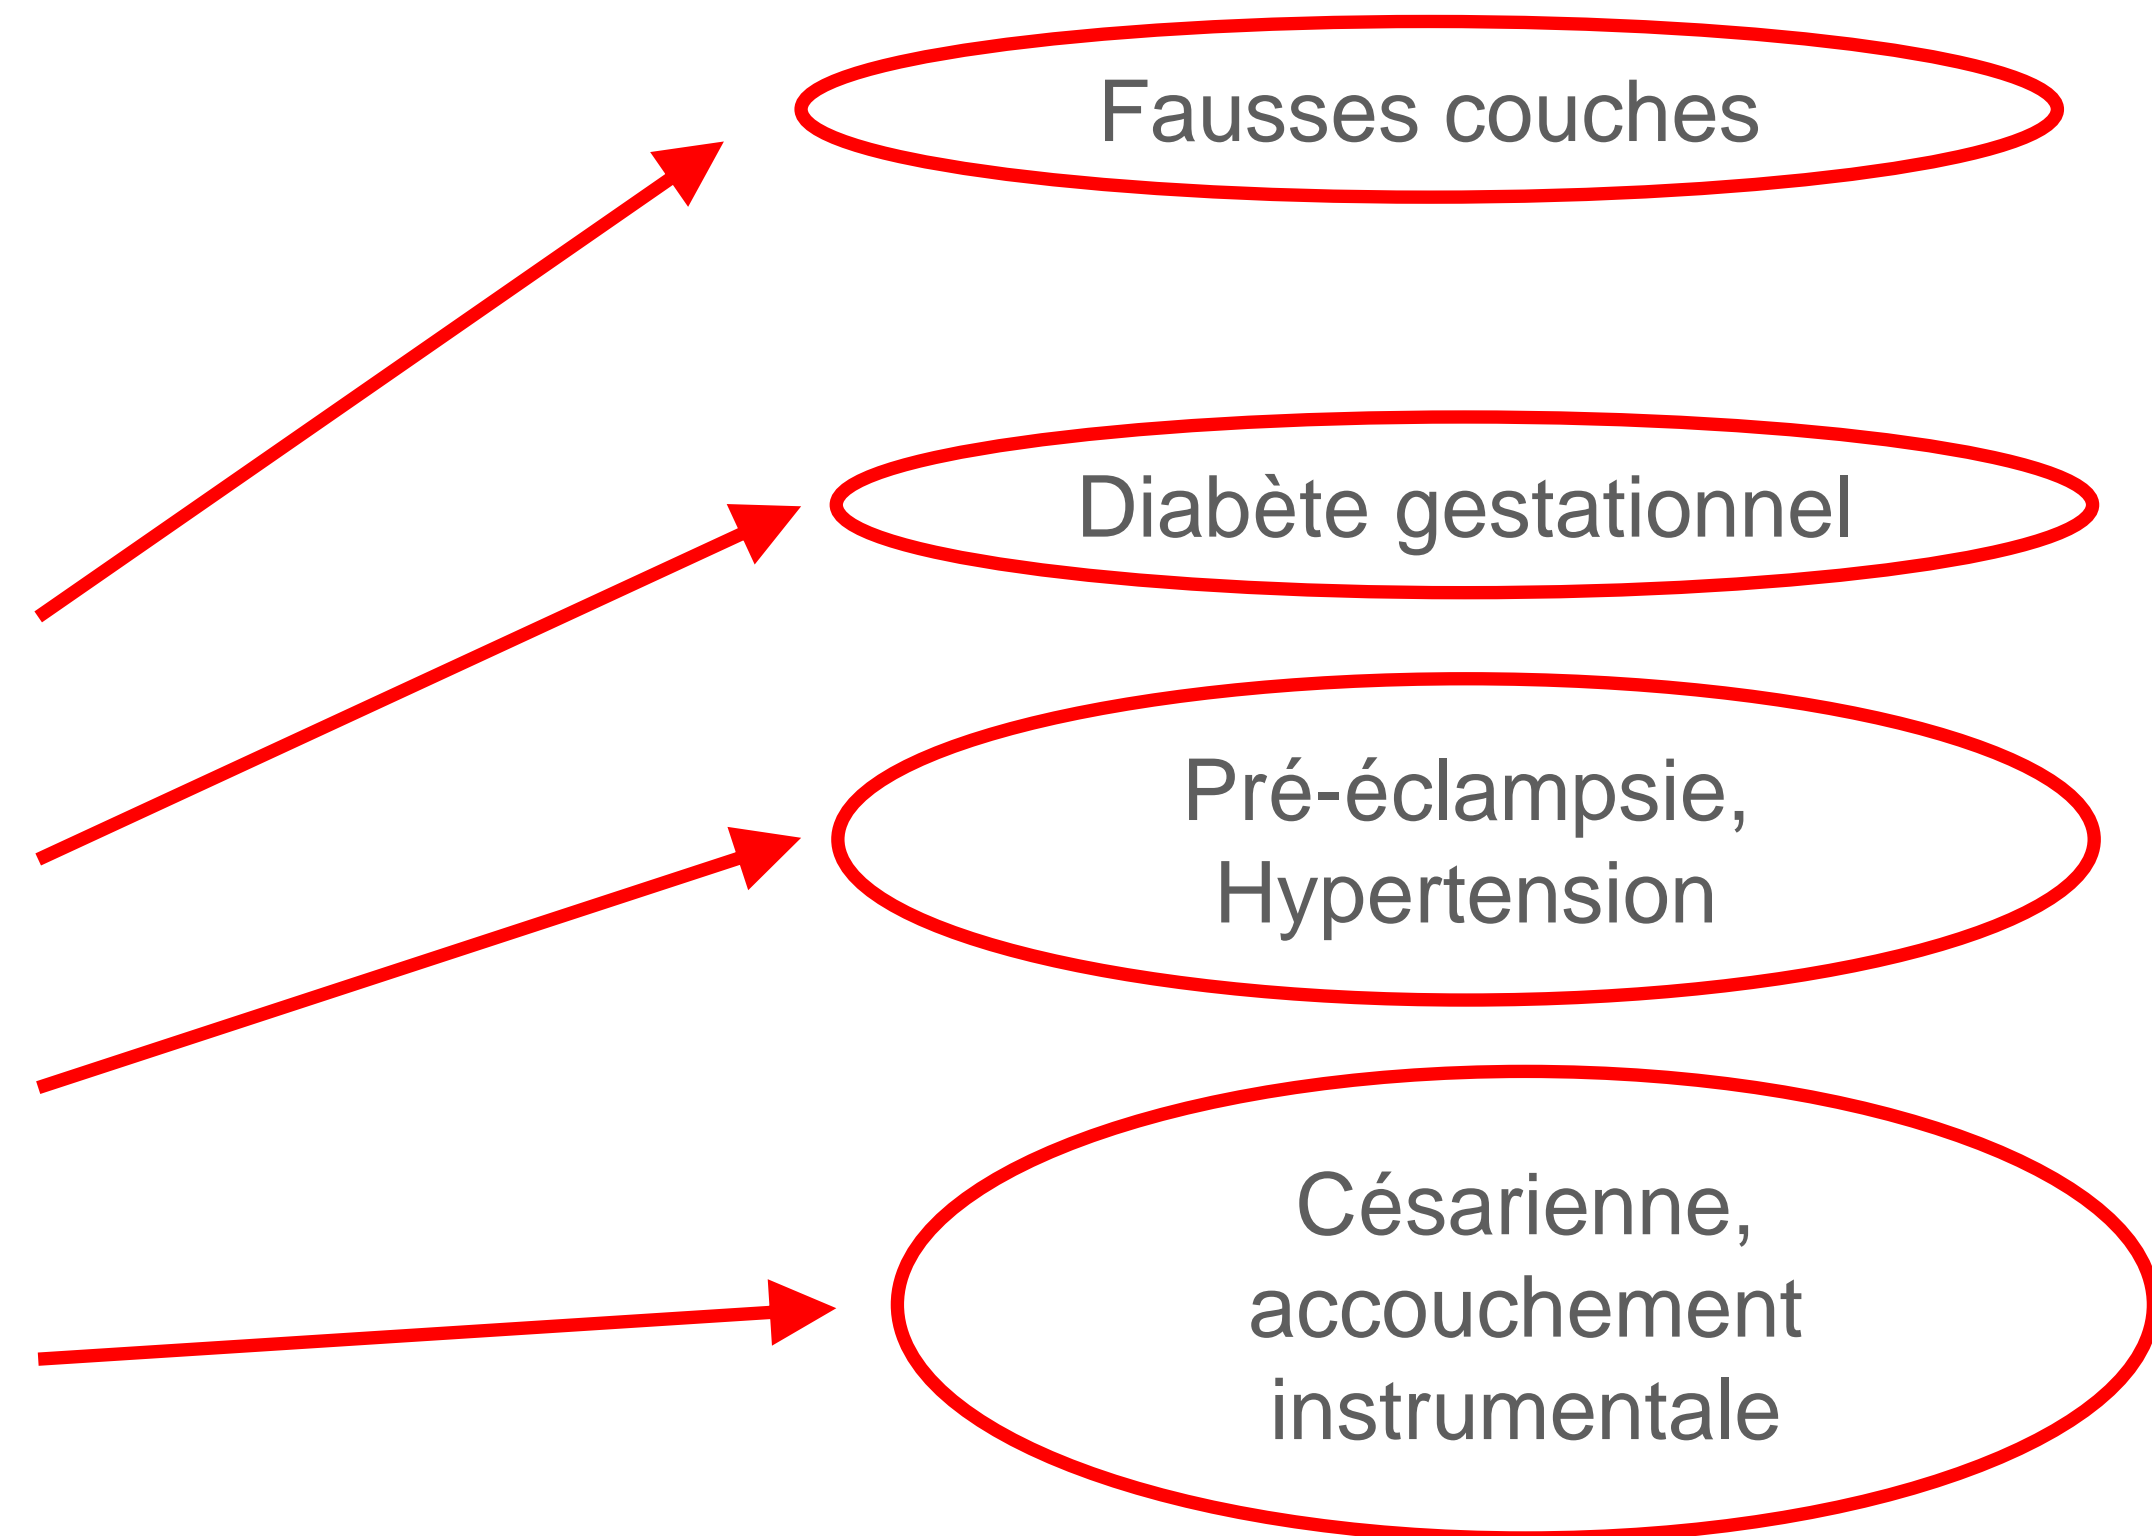 Fausses couches
Diabète gestationnel
Pré-éclampsie,
Hypertension
Césarienne,
accouchement
instrumentale